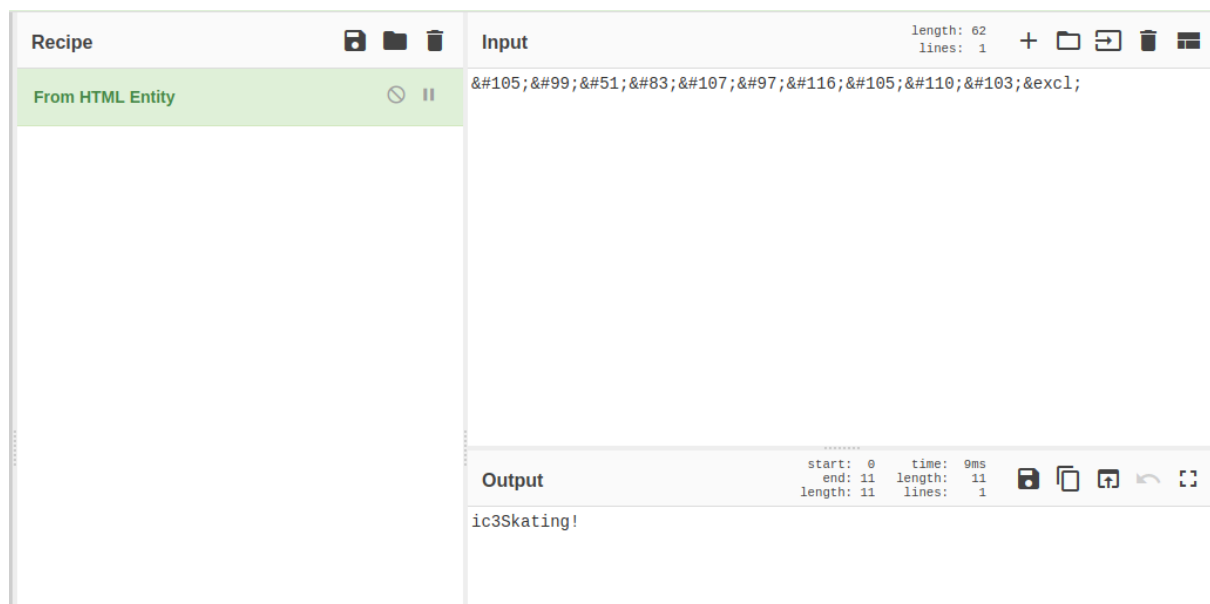 Recipe
Input
length: 62
lines: 1
From HTML Entity
&#105;&#99;&#51;&#83;&#107;&#97;&#116;&#105;&#110;&#103;&excl;
Output
start: 0 time: 9ms
end: 11 length: 11
length: 11 lines: 1
ic3Skating!